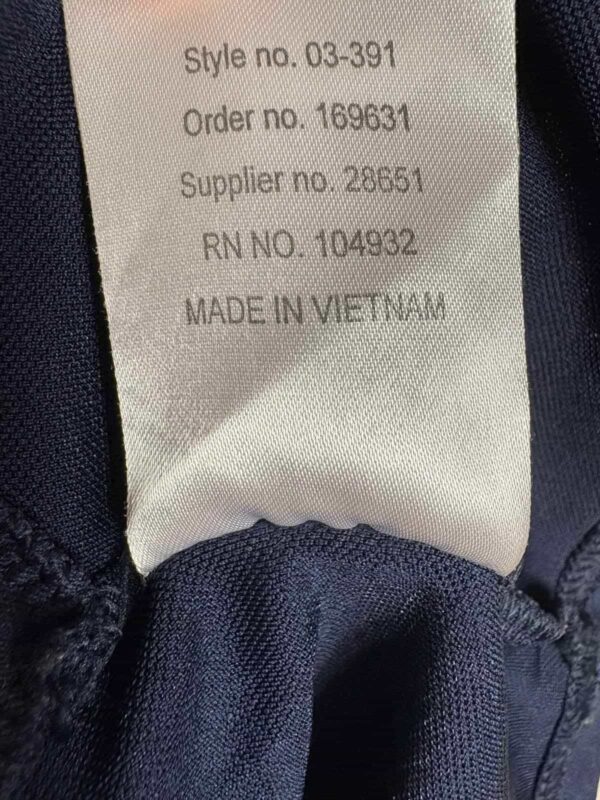 Style no. 03-391
Order no. 169631
Supplier no. 28651
RN NO. 104932
MADE IN VIETNAM